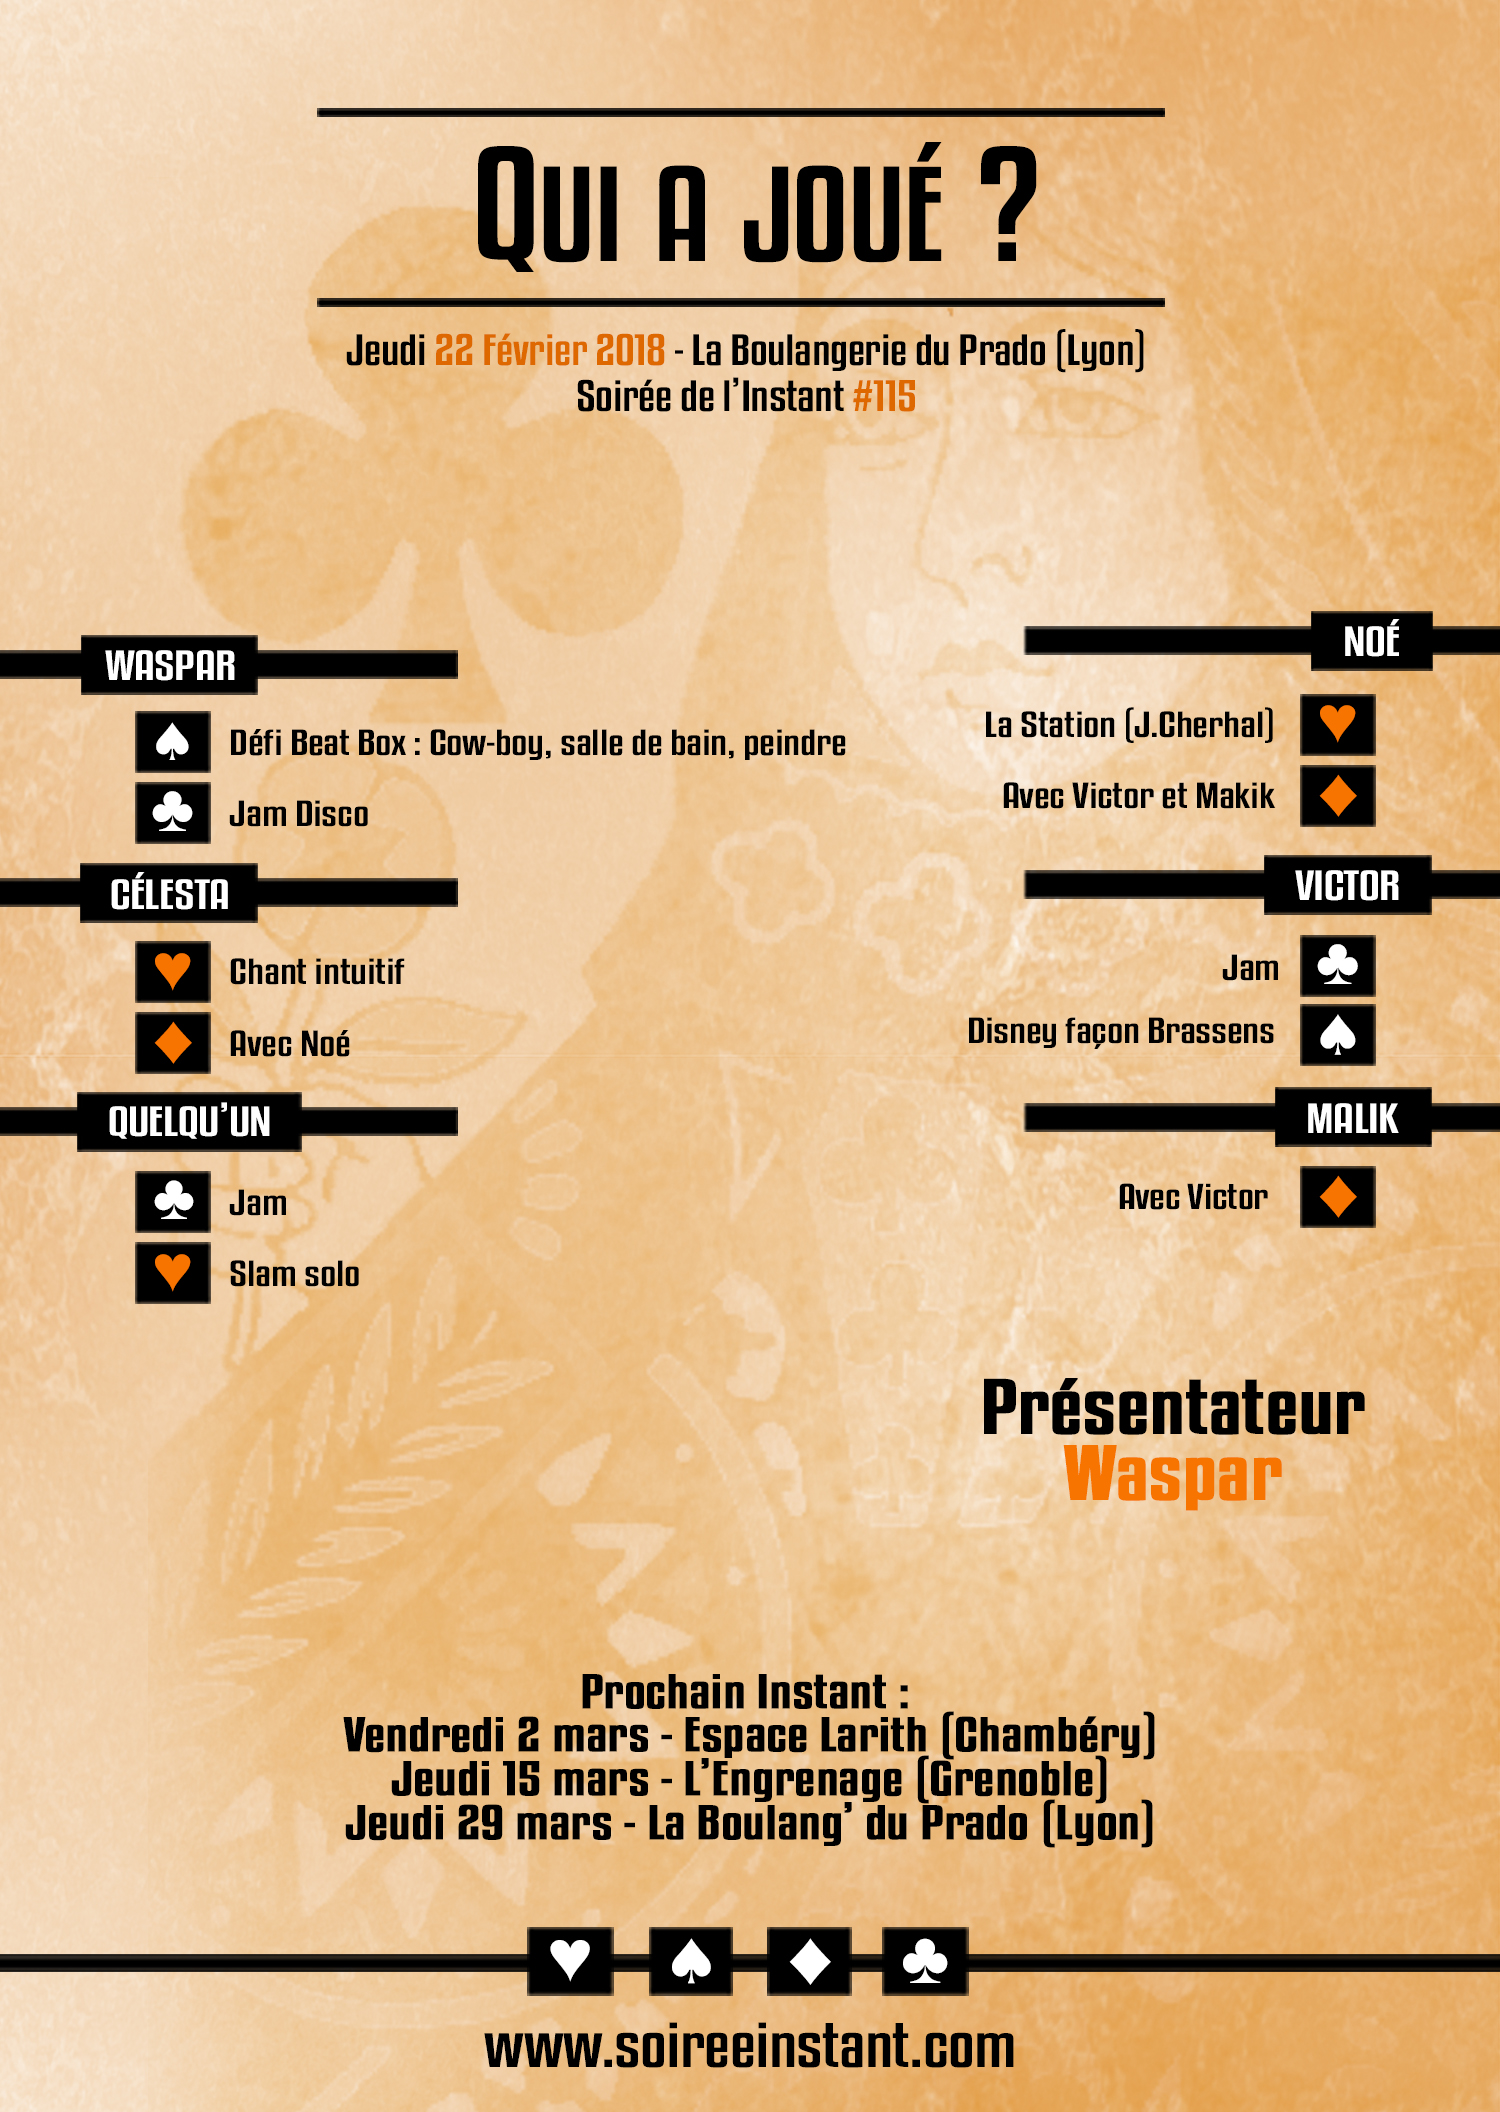 Qui a joué ?
Jeudi 22 Février 2018 - La Boulangerie du Prado (Lyon)
Soirée de l'Instant #115
WASPAR
♠ Défi Beat Box : Cow-boy, salle de bain, peindre
♣ Jam Disco
CÉLESTA
♥ Chant intuitif
♦ Avec Noé
QUELQU'UN
♣ Jam
♥ Slam solo
NOÉ
La Station (J.Cherhal) ♥
Avec Victor et Makik ♦
VICTOR
Jam ♣
Disney façon Brassens ♠
MALIK
Avec Victor ♦
Présentateur
Waspar
Prochain Instant :
Vendredi 2 mars - Espace Larith (Chambéry)
Jeudi 15 mars - L'Engrenage (Grenoble)
Jeudi 29 mars - La Boulang' du Prado (Lyon)
♥ ♠ ♦ ♣
www.soireeinstant.com